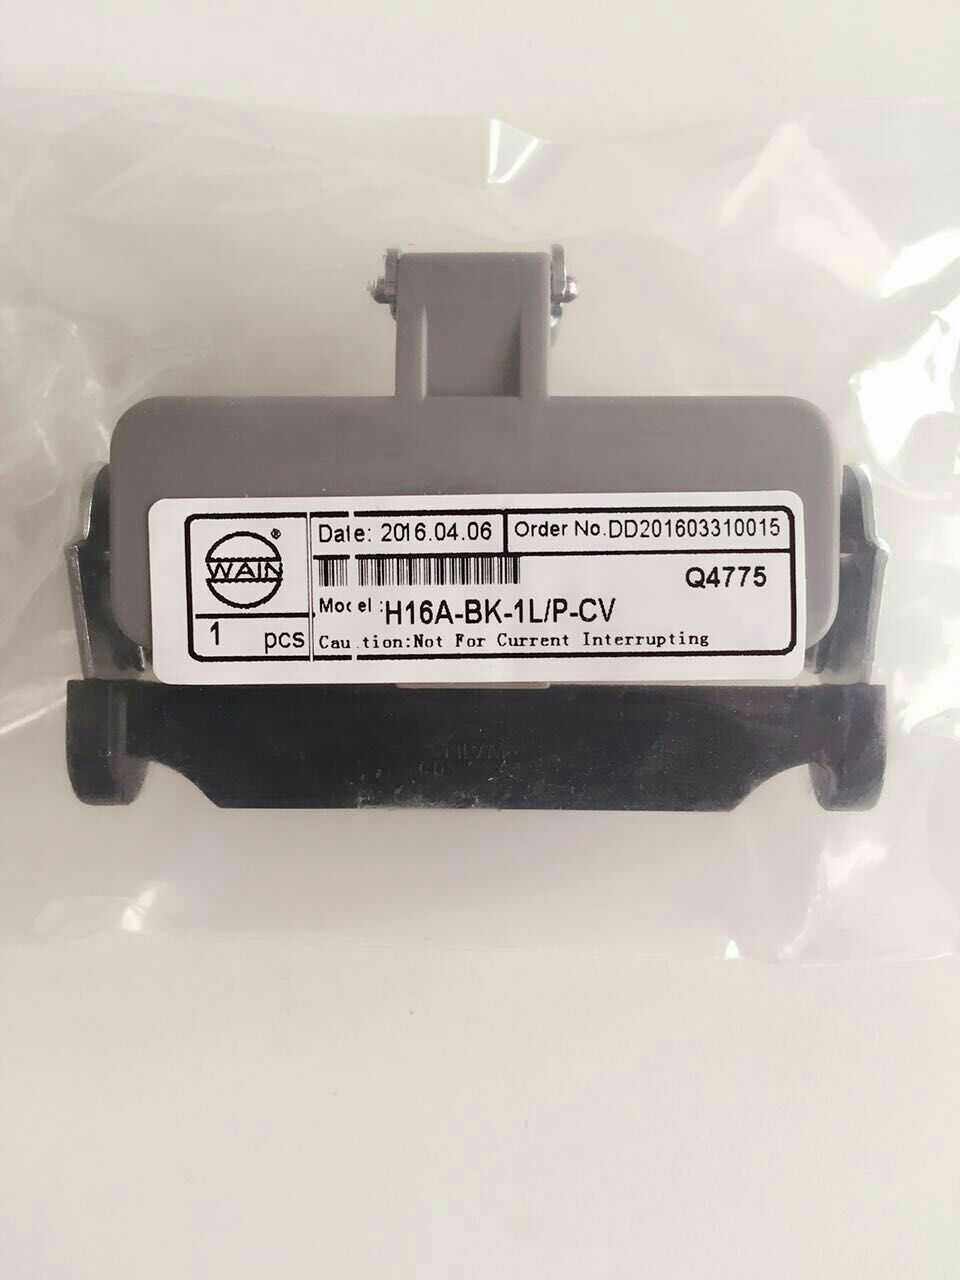 WAIN ®
Date: 2016.04.06
Order No.DD201603310015
Q4775
Model:H16A-BK-1L/P-CV
1 pcs
Caution:Not For Current Interrupting